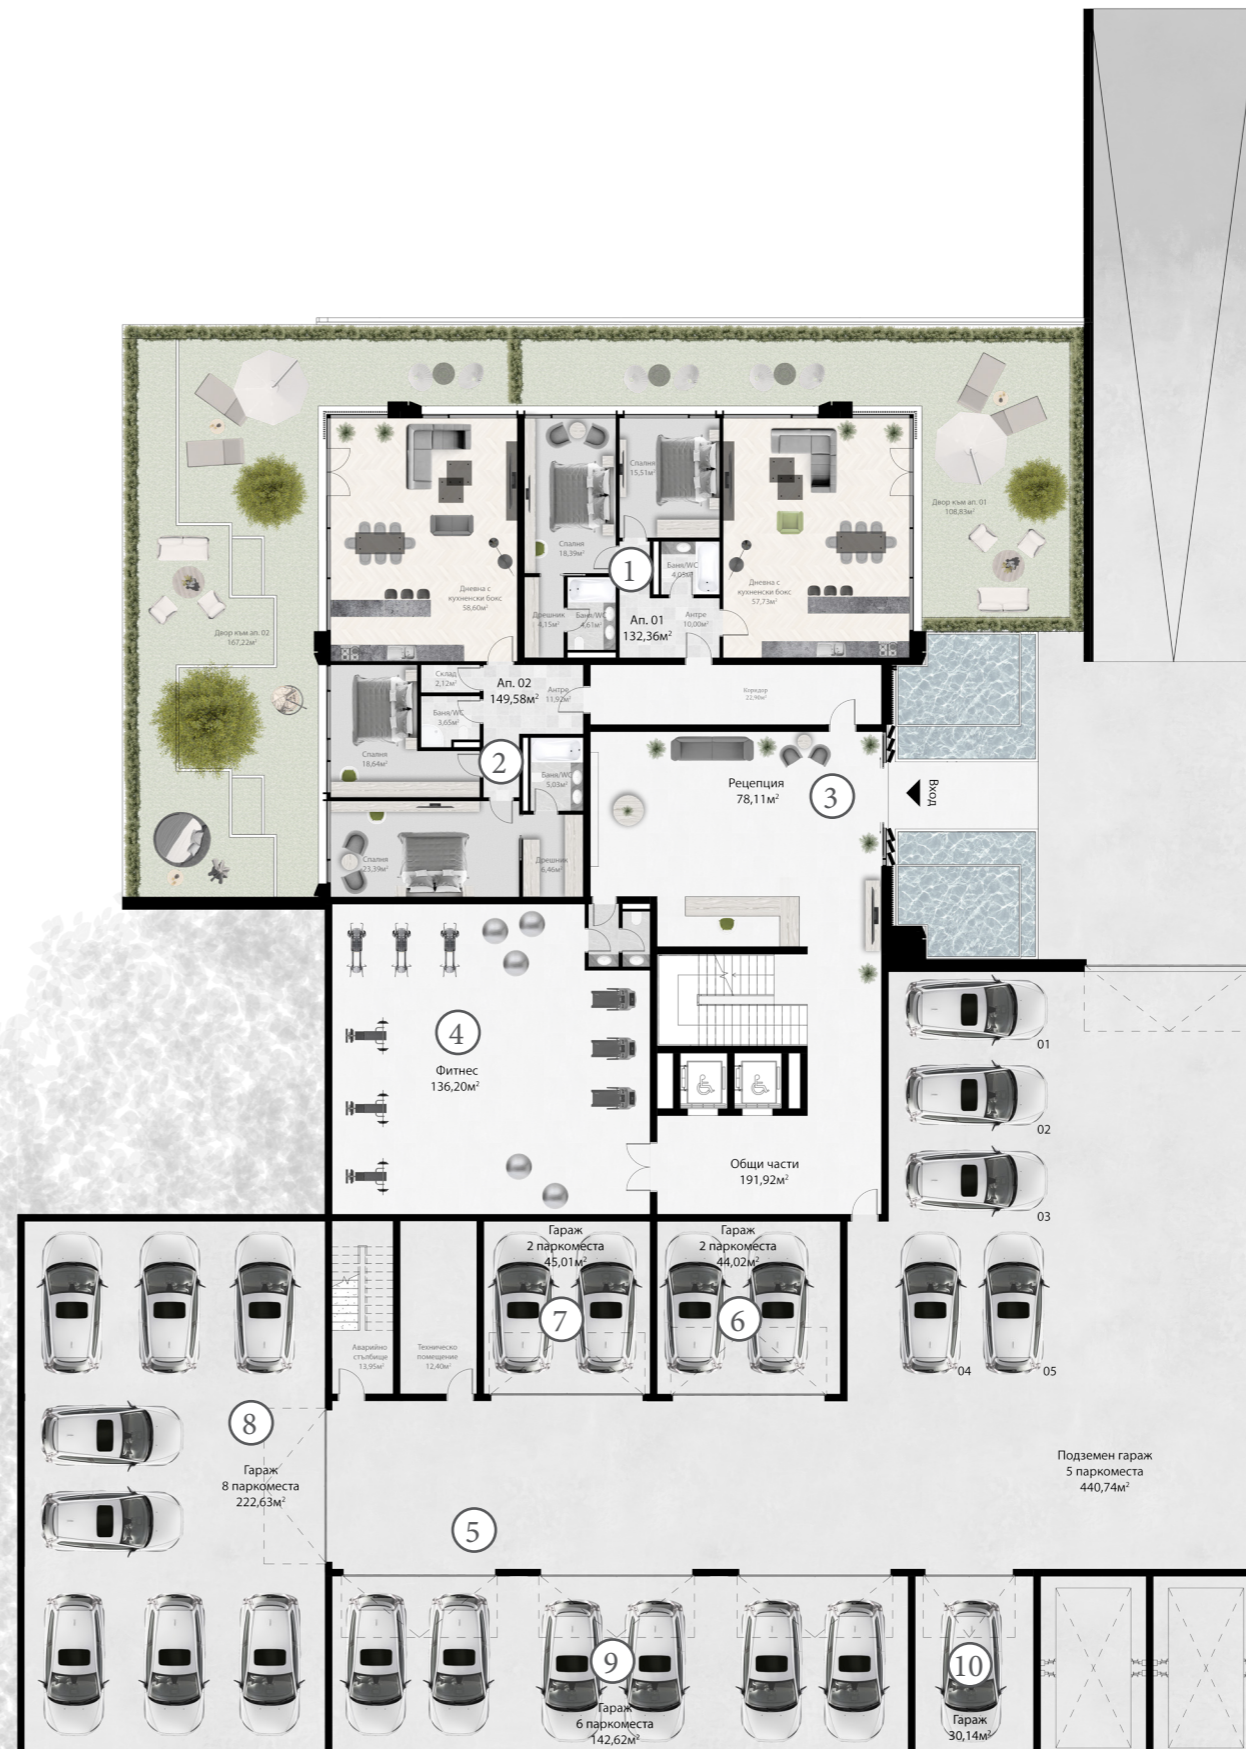 Спалня
15,51м²
Спалня
18,39м²
1
Баня/WC
4,05м²
Дрешник
4,15м²
Баня/WC
4,61м²
Ап. 01
132,36м²
Антре
10,00м²
Дневна с
кухненски бокс
57,73м²
Двор към ап. 01
108,83м²
Дневна с
кухненски бокс
58,60м²
Двор към ап. 02
167,22м²
Склад
2,12м²
Ап. 02
149,58м²
Антре
11,92м²
Баня/WC
3,65м²
Коридор
22,90м²
Спалня
18,64м²
2
Баня/WC
5,03м²
Спалня
23,39м²
Дрешник
6,46м²
Рецепция
78,11м²
3
Вход
4
Фитнес
136,20м²
Общи части
191,92м²
01
02
03
04
05
Гараж
2 паркоместа
45,01м²
7
Гараж
2 паркоместа
44,02м²
6
Аварийно
стълбище
13,95м²
Техническо
помещение
12,40м²
8
Гараж
8 паркоместа
222,63м²
5
Подземен гараж
5 паркоместа
440,74м²
9
Гараж
6 паркоместа
142,62м²
10
Гараж
30,14м²